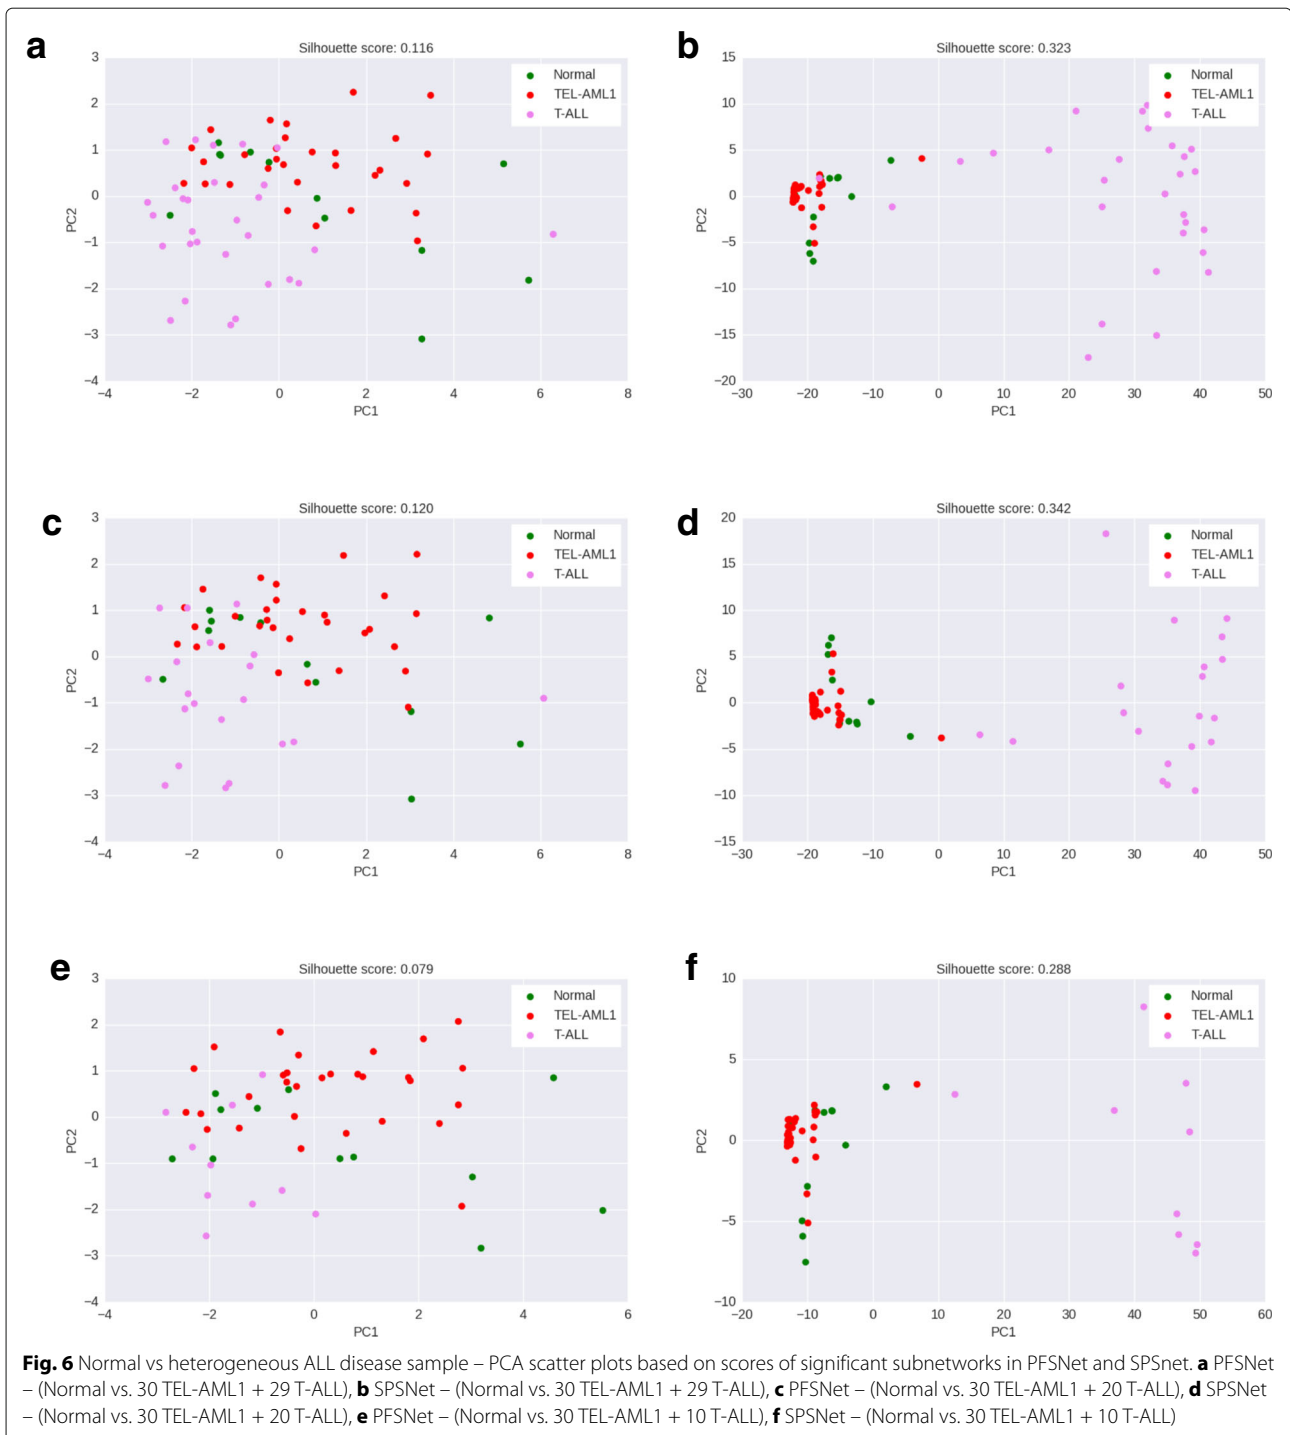 a
Silhouette score: 0.116
3
2
1
0
−1
−2
−3
−4
PC2
−4 −2 0 2 4 6 8
PC1
Normal
TEL-AML1
T-ALL
b
Silhouette score: 0.323
15
10
5
0
−5
−10
−15
−20
PC2
−30 −20 −10 0 10 20 30 40 50
PC1
Normal
TEL-AML1
T-ALL
c
Silhouette score: 0.120
3
2
1
0
−1
−2
−3
−4
PC2
−4 −2 0 2 4 6 8
PC1
Normal
TEL-AML1
T-ALL
d
Silhouette score: 0.342
20
15
10
5
0
−5
−10
−15
PC2
−30 −20 −10 0 10 20 30 40 50
PC1
Normal
TEL-AML1
T-ALL
e
Silhouette score: 0.079
3
2
1
0
−1
−2
−3
−4
PC2
−4 −2 0 2 4 6
PC1
Normal
TEL-AML1
T-ALL
f
Silhouette score: 0.288
10
5
0
−5
−10
PC2
−20 −10 0 10 20 30 40 50 60
PC1
Normal
TEL-AML1
T-ALL
Fig. 6 Normal vs heterogeneous ALL disease sample – PCA scatter plots based on scores of significant subnetworks in PFSNet and SPSnet. a PFSNet
– (Normal vs. 30 TEL-AML1 + 29 T-ALL), b SPSNet – (Normal vs. 30 TEL-AML1 + 29 T-ALL), c PFSNet – (Normal vs. 30 TEL-AML1 + 20 T-ALL), d SPSNet
– (Normal vs. 30 TEL-AML1 + 20 T-ALL), e PFSNet – (Normal vs. 30 TEL-AML1 + 10 T-ALL), f SPSNet – (Normal vs. 30 TEL-AML1 + 10 T-ALL)